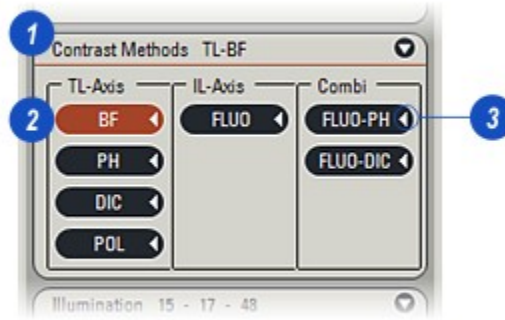 1
Contrast Methods TL-BF
TL-Axis IL-Axis Combi
2 BF FLUO FLUO-PH 3
PH FLUO-DIC
DIC
POL
Illumination 15 - 17 - 48